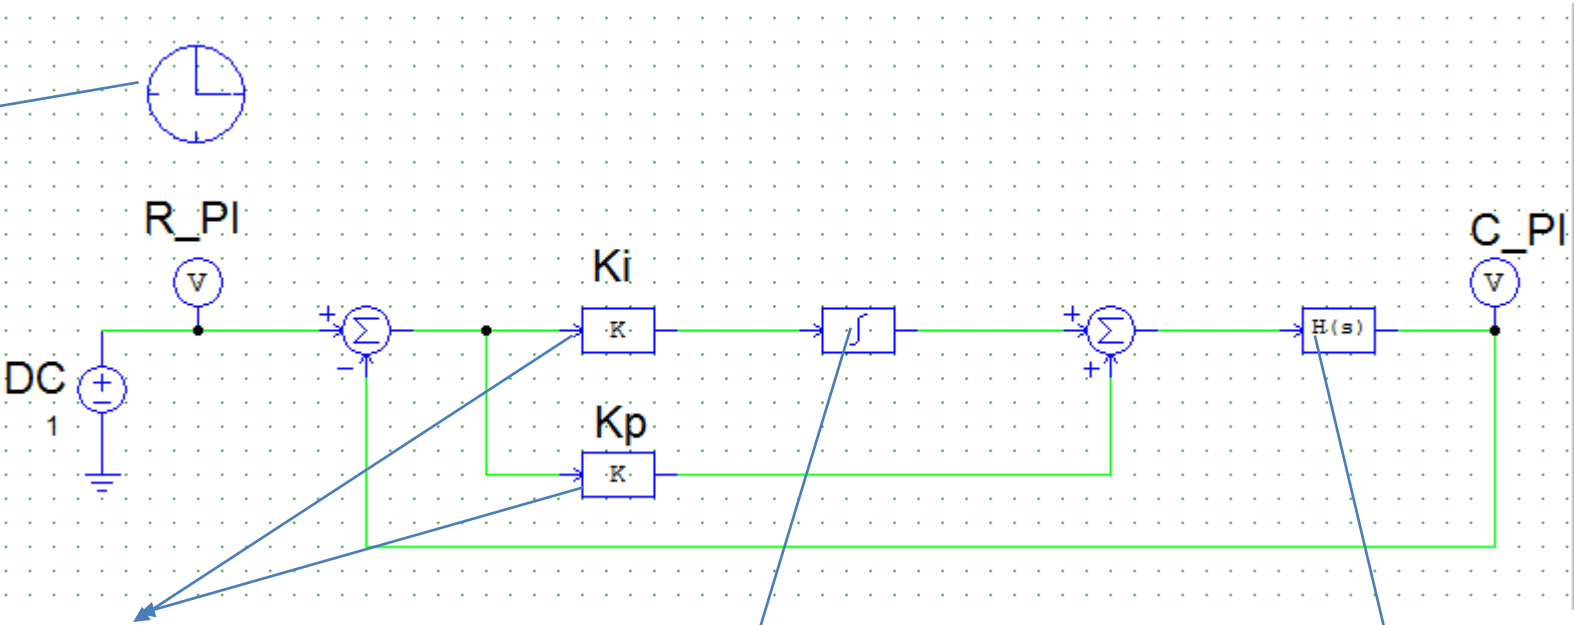 R_PI
C_PI
V
V
Ki
+
K
∫
+
Σ
Σ
H(s)
DC
+
−
1
−
+
Kp
K